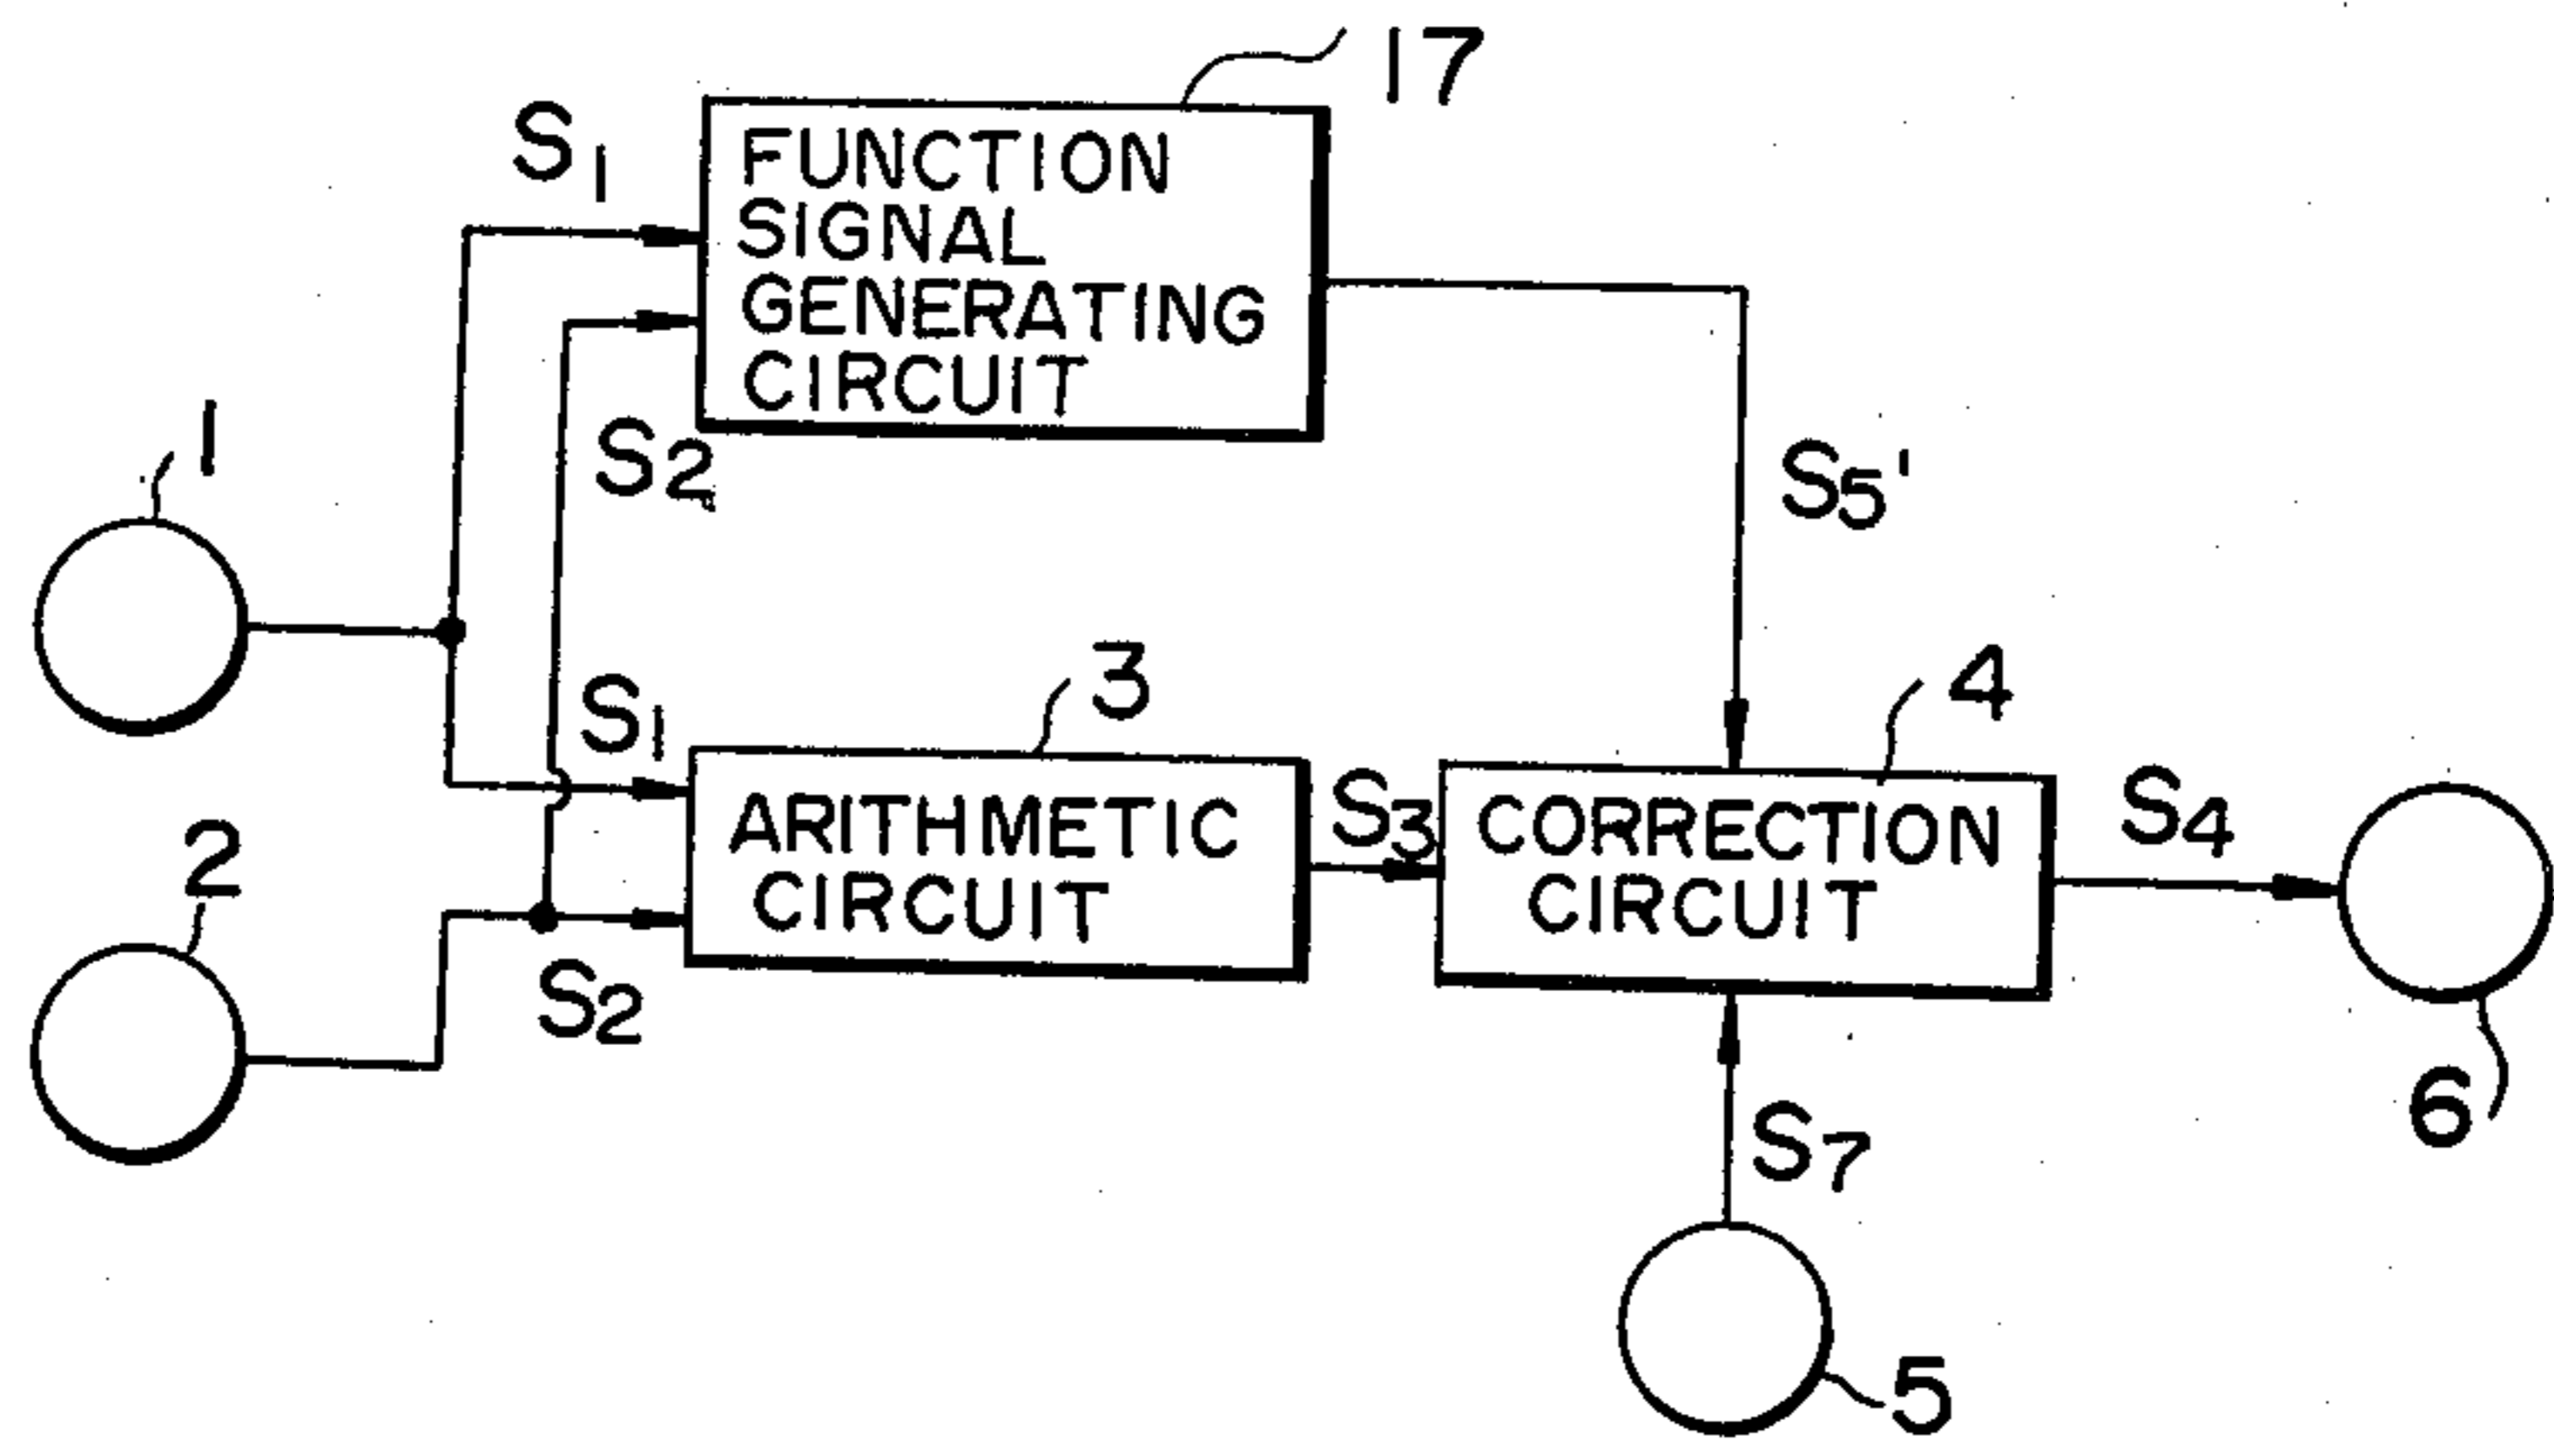 17
S1
FUNCTION
SIGNAL
GENERATING
CIRCUIT
S2
1
S5'
S1
3
4
ARITHMETIC
CIRCUIT
S3
CORRECTION
CIRCUIT
S4
2
S2
S7
6
5